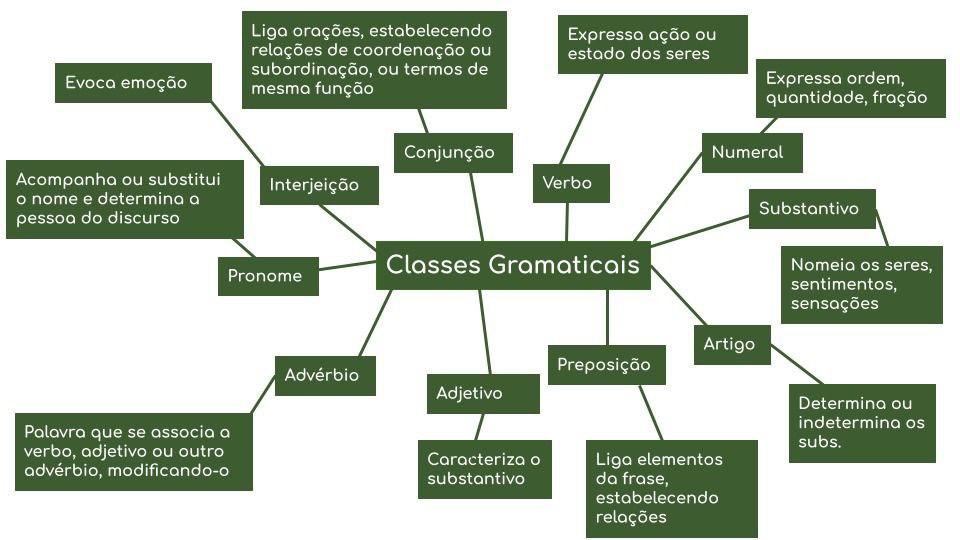 Liga orações, estabelecendo
relações de coordenação ou
subordinação, ou termos de
mesma função
Expressa ação ou
estado dos seres
Evoca emoção
Expressa ordem,
quantidade, fração
Conjunção
Numeral
Interjeição
Verbo
Acompanha ou substitui
o nome e determina a
pessoa do discurso
Substantivo
Pronome
Classes Gramaticais
Nomeia os seres,
sentimentos,
sensações
Artigo
Preposição
Advérbio
Adjetivo
Determina ou
indetermina os
subs.
Palavra que se associa a
verbo, adjetivo ou outro
advérbio, modificando-o
Caracteriza o
substantivo
Liga elementos
da frase,
estabelecendo
relações